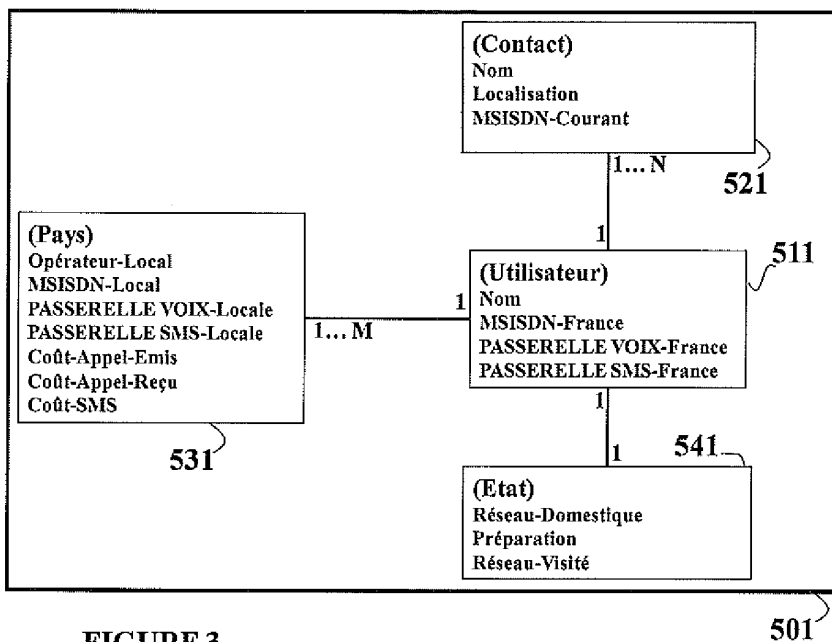 (Contact)
Nom
Localisation
MSISDN-Courant
1... N
521
1
511
(Pays)
Opérateur-Local
MSISDN-Local
PASSERELLE VOIX-Locale
PASSERELLE SMS-Locale
Coût-Appel-Emis
Coût-Appel-Reçu
Coût-SMS
531
1... M
1
(Utilisateur)
Nom
MSISDN-France
PASSERELLE VOIX-France
PASSERELLE SMS-France
1
1
541
(Etat)
Réseau-Domestique
Préparation
Réseau-Visité
501
FIGURE 3